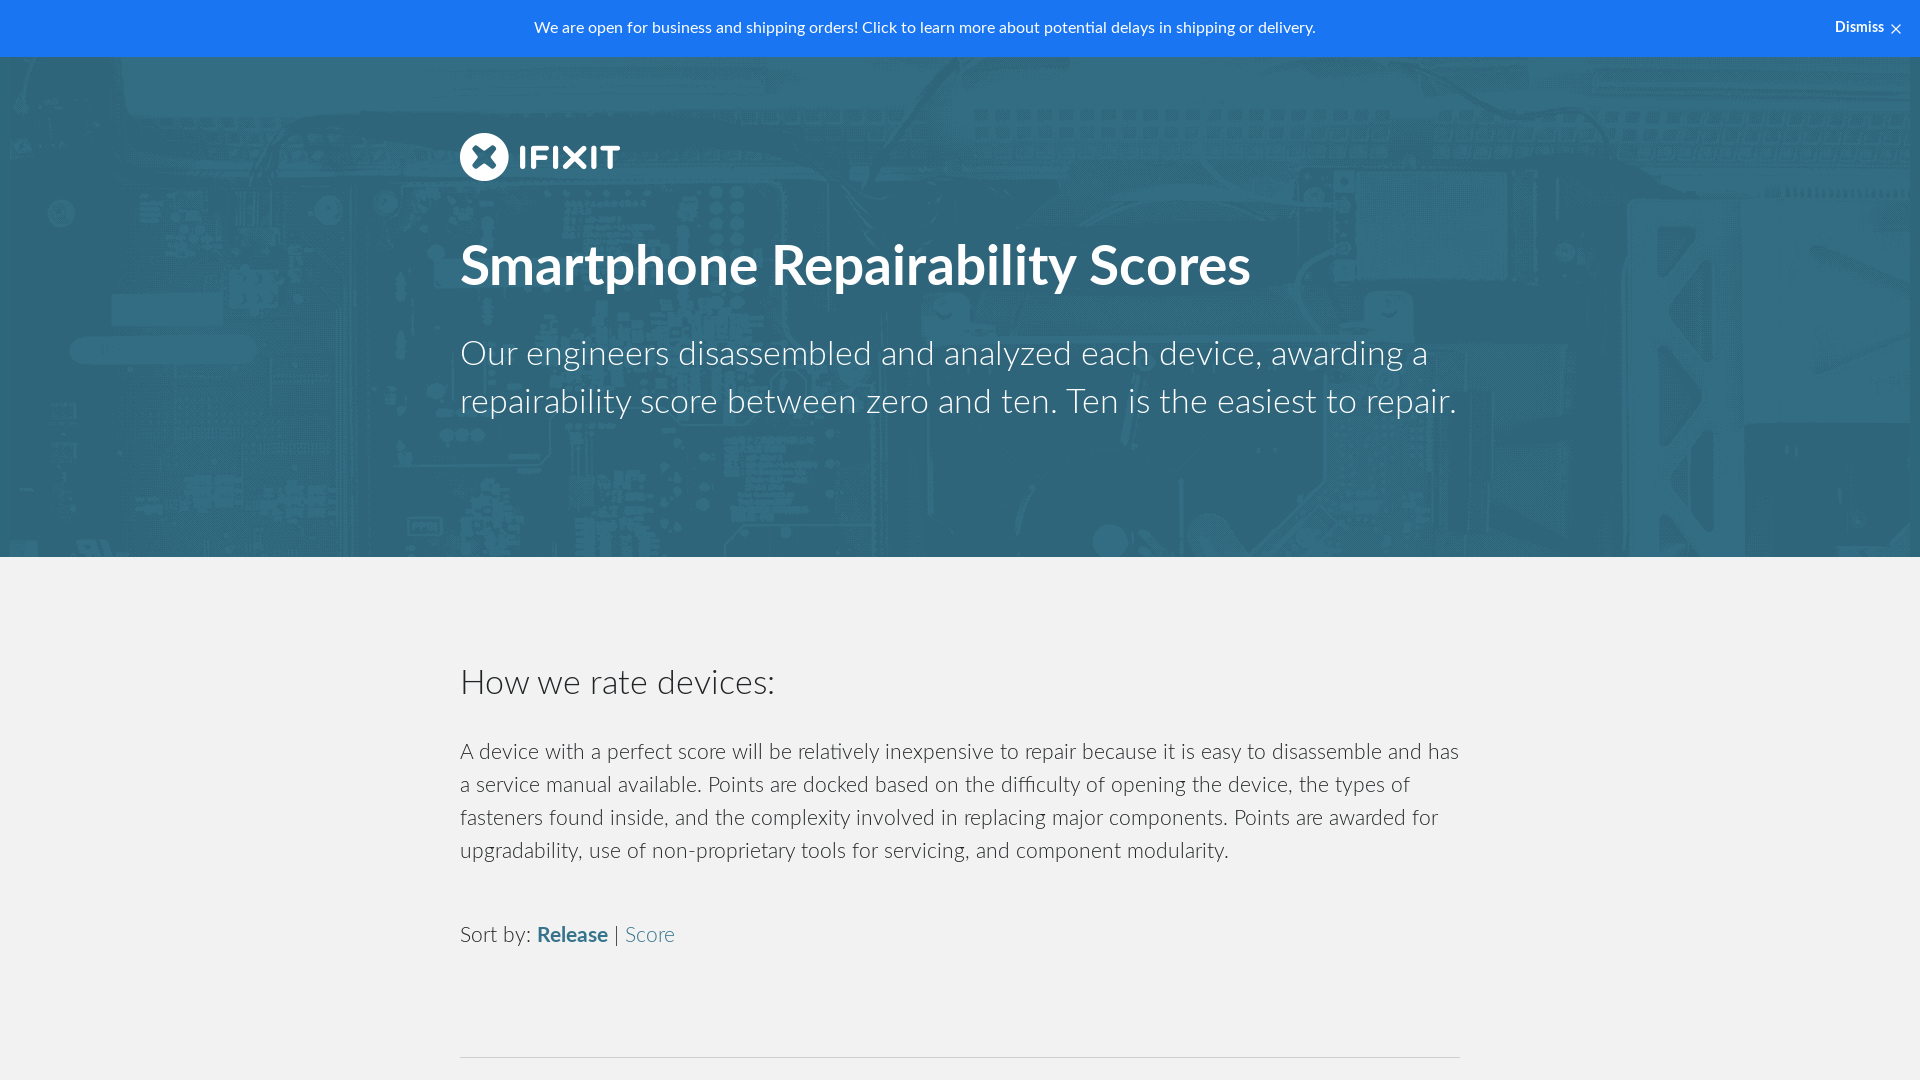 We are open for business and shipping orders! Click to learn more about potential delays in shipping or delivery.
Dismiss ×
IFIXIT
Smartphone Repairability Scores
Our engineers disassembled and analyzed each device, awarding a
repairability score between zero and ten. Ten is the easiest to repair.
How we rate devices:
A device with a perfect score will be relatively inexpensive to repair because it is easy to disassemble and has
a service manual available. Points are docked based on the difficulty of opening the device, the types of
fasteners found inside, and the complexity involved in replacing major components. Points are awarded for
upgradability, use of non-proprietary tools for servicing, and component modularity.
Sort by: Release | Score